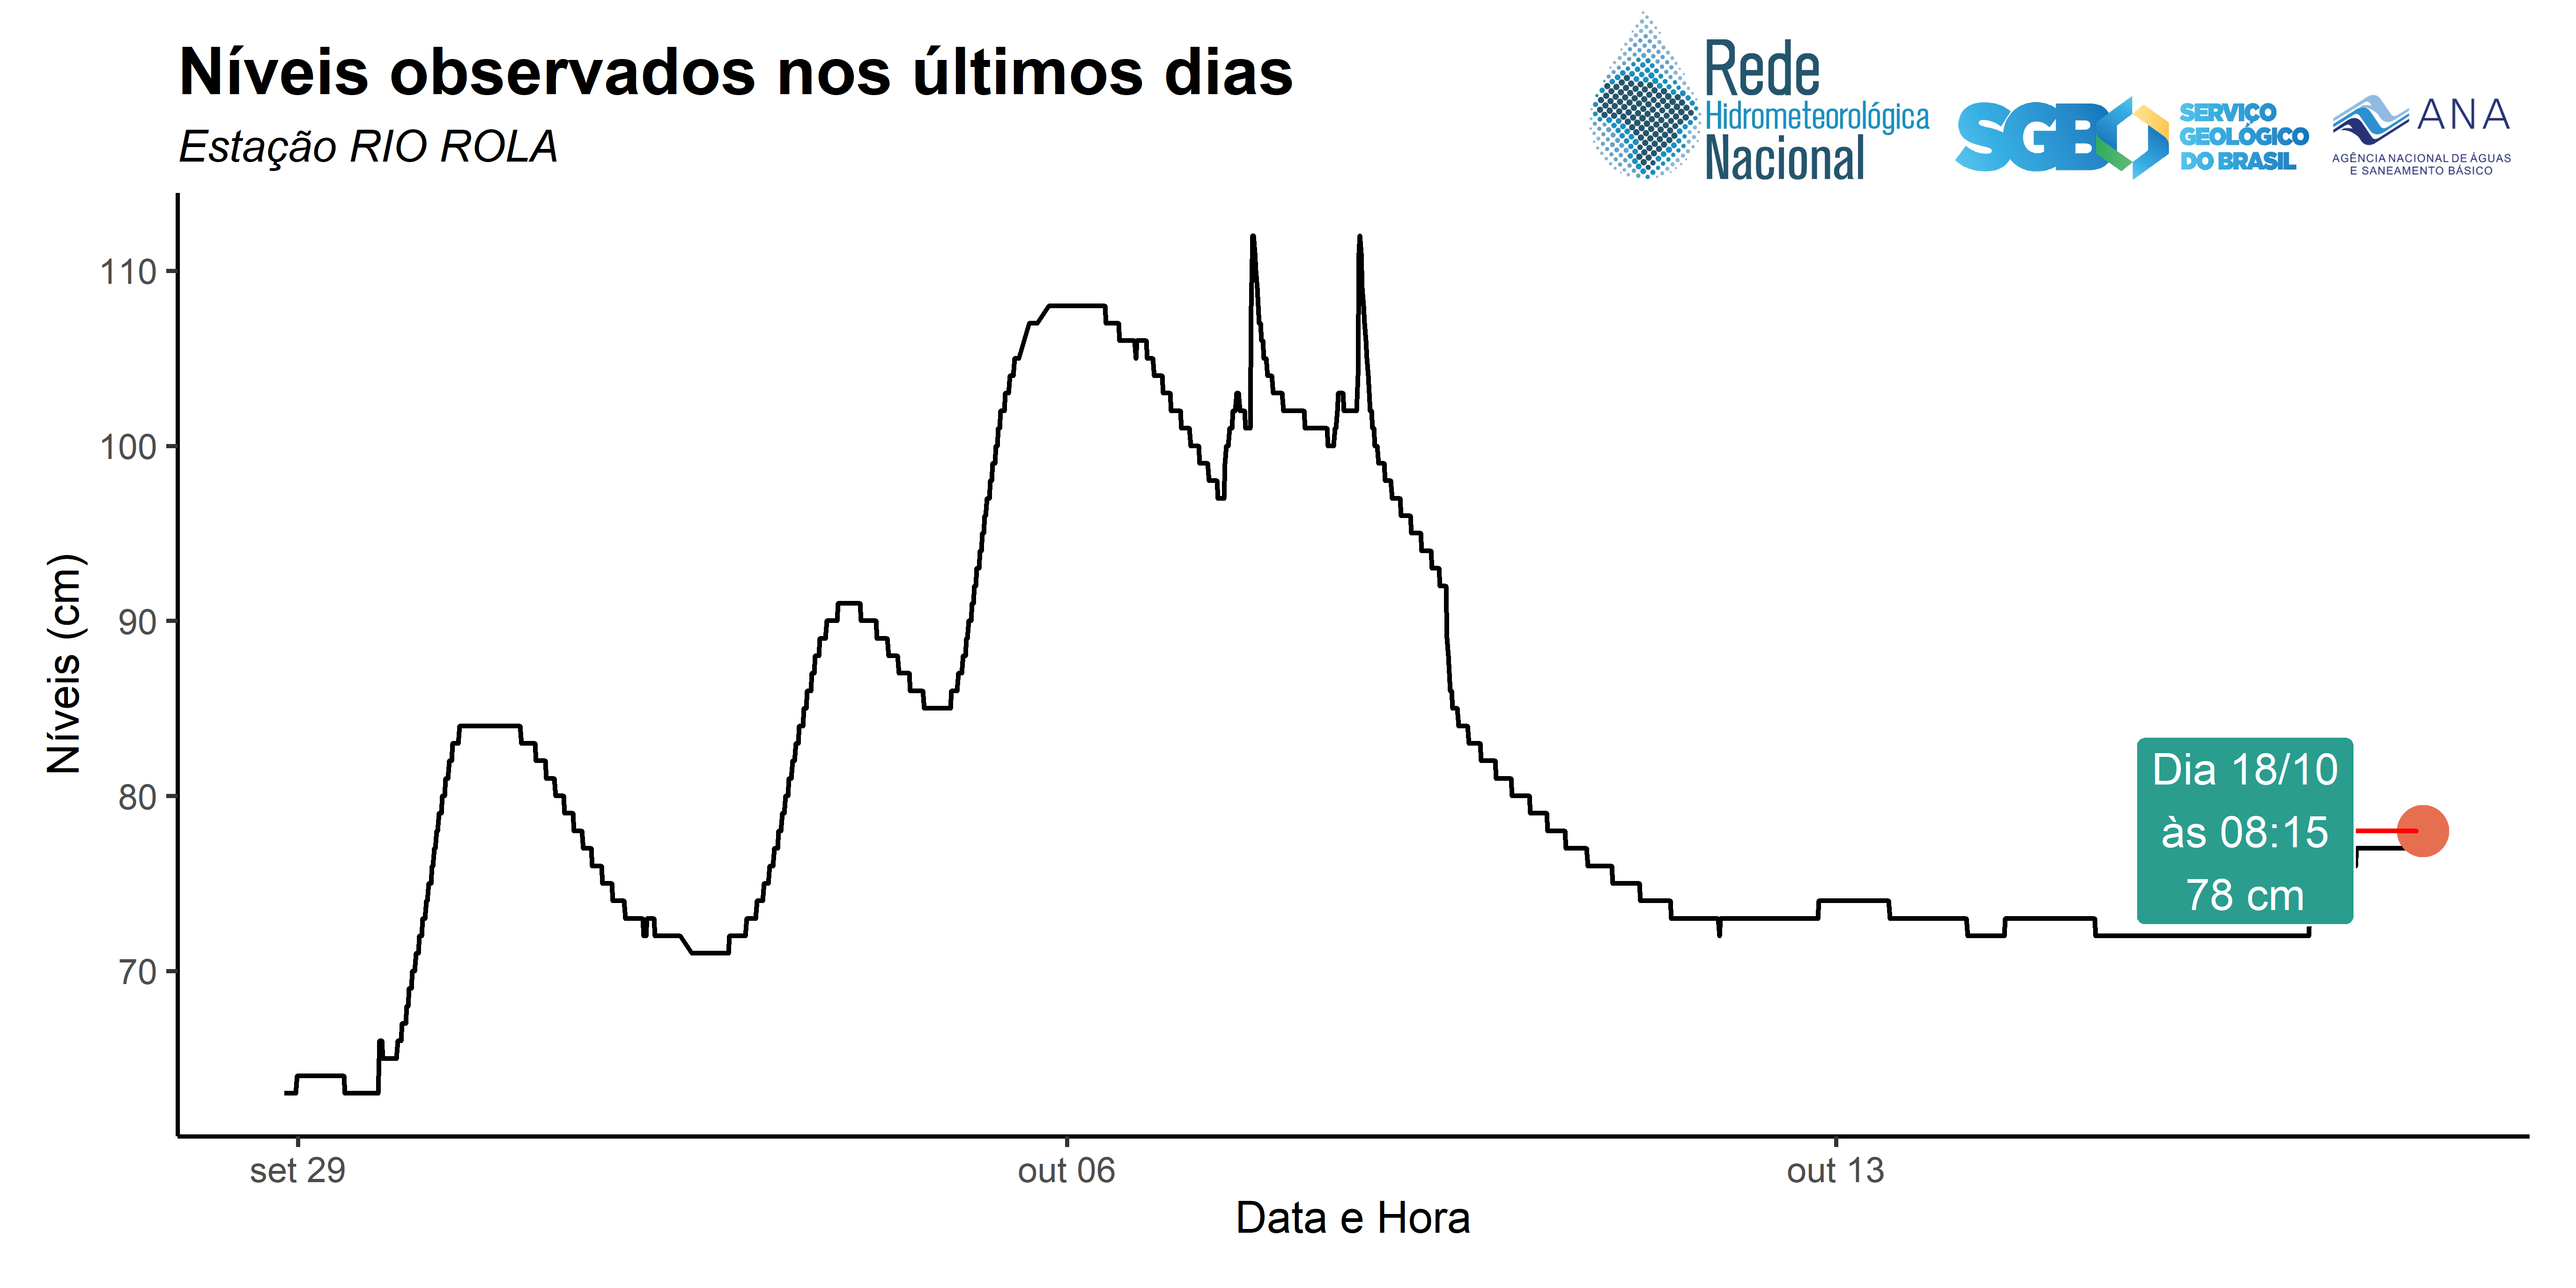 Níveis observados nos últimos dias
Estação RIO ROLA
Rede
Hidrometeorológica
Nacional
SGB
SERVIÇO
GEOLÓGICO
DO BRASIL
ANA
AGÊNCIA NACIONAL DE ÁGUAS
E SANEAMENTO BÁSICO
Níveis (cm)
110
100
90
80
70
Dia 18/10
às 08:15
78 cm
set 29
out 06
out 13
Data e Hora